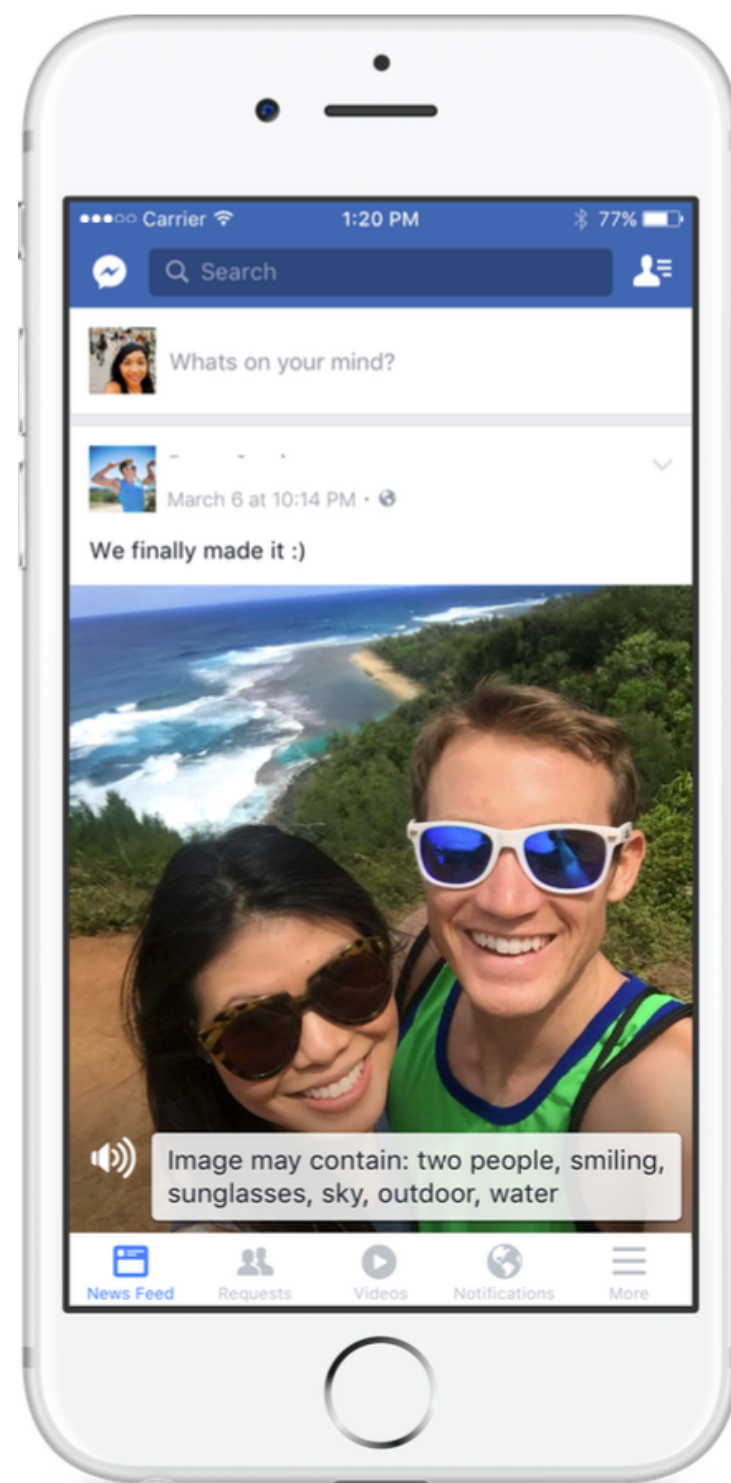 Carrier 1:20 PM 77%
Search
Whats on your mind?
March 6 at 10:14 PM
We finally made it :)
Image may contain: two people, smiling,
sunglasses, sky, outdoor, water
News Feed Requests Videos Notifications More